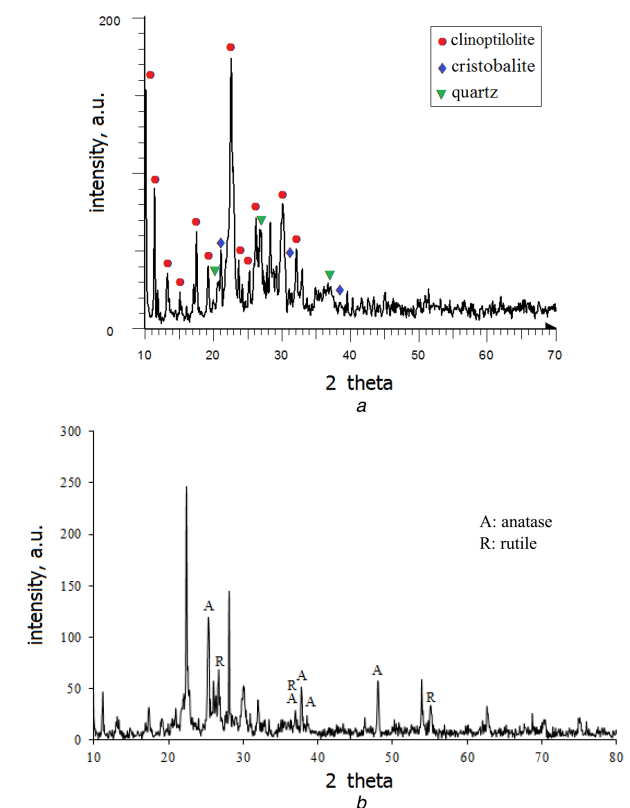 200
clinoptilolite
cristobalite
quartz
intensity, a.u.
0
10 20 30 40 50 60 70
2 theta
a
300
250
200
150
100
50
0
intensity, a.u.
A: anatase
R: rutile
A
R
R
A
A
A
A
R
10 20 30 40 50 60 70 80
2 theta
b